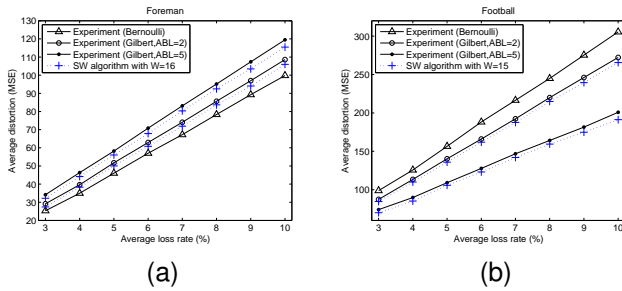 Foreman
130
120
110
100
90
80
70
60
50
40
30
20
Average distortion (MSE)
Experiment (Bernoulli)
Experiment (Gilbert,ABL=2)
Experiment (Gilbert,ABL=5)
SW algorithm with W=16
3 4 5 6 7 8 9 10
Average loss rate (%)
(a)
Football
300
250
200
150
100
Average distortion (MSE)
Experiment (Bernoulli)
Experiment (Gilbert,ABL=2)
Experiment (Gilbert,ABL=5)
SW algorithm with W=15
3 4 5 6 7 8 9 10
Average loss rate (%)
(b)